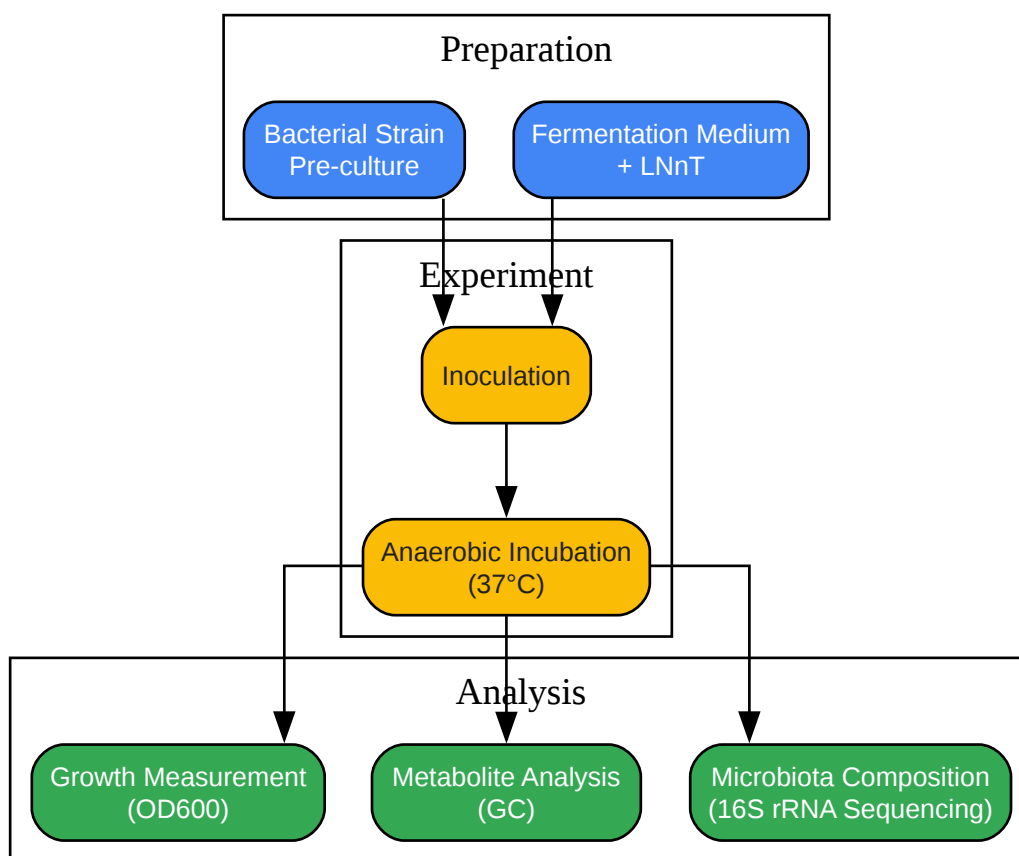 Preparation
Bacterial Strain
Pre-culture
Fermentation Medium
+ LNnT
Experiment
Inoculation
Anaerobic Incubation
(37°C)
Analysis
Growth Measurement
(OD600)
Metabolite Analysis
(GC)
Microbiota Composition
(16S rRNA Sequencing)